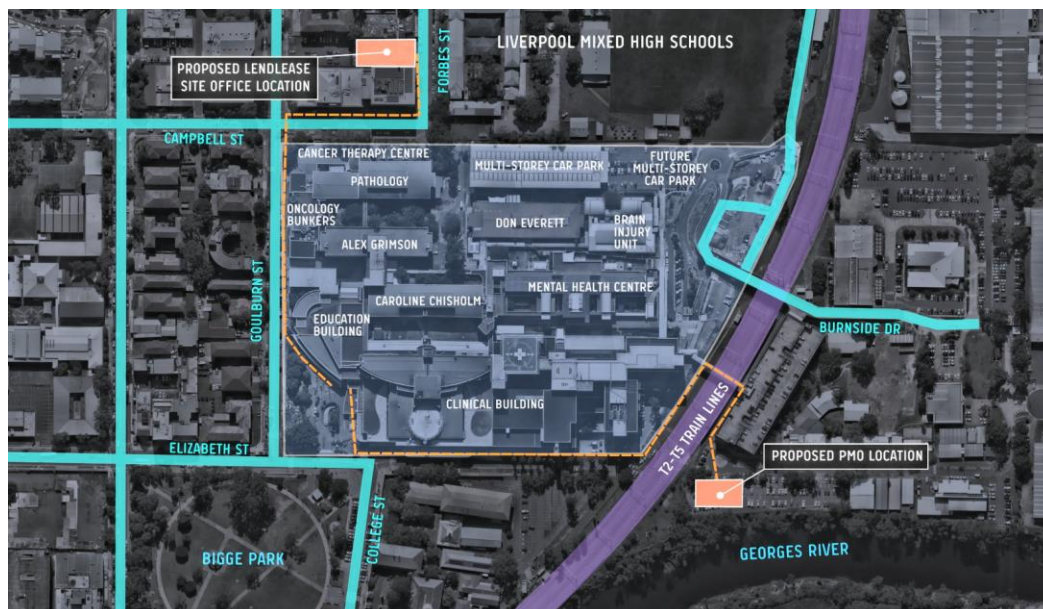 LIVERPOOL MIXED HIGH SCHOOLS
PROPOSED LENDLEASE
SITE OFFICE LOCATION
FORBES ST
CAMPBELL ST
CANCER THERAPY CENTRE
PATHOLOGY
MULTI-STOREY CAR PARK
FUTURE
MULTI-STOREY
CAR PARK
ONCOLOGY
BUNKERS
ALEX GRIMSON
DON EVERETT
BRAIN
INJURY
UNIT
GOULBURN ST
CAROLINE CHISHOLM
MENTAL HEALTH CENTRE
EDUCATION
BUILDING
BURNSIDE DR
CLINICAL BUILDING
T2-T5 TRAIN LINES
ELIZABETH ST
PROPOSED PMO LOCATION
COLLEGE ST
BIGGE PARK
GEORGES RIVER